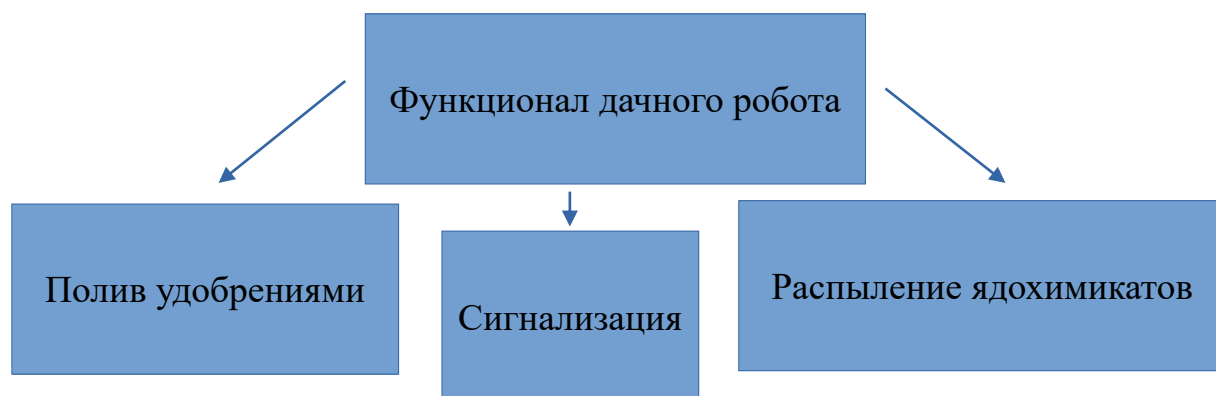 Функционал дачного робота
Полив удобрениями
Сигнализация
Распыление ядохимикатов